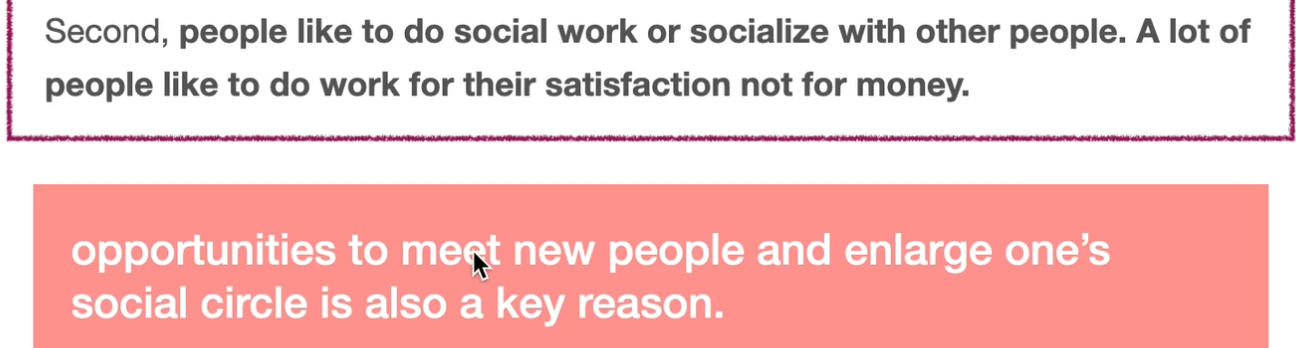 Second, people like to do social work or socialize with other people. A lot of
people like to do work for their satisfaction not for money.
opportunities to meet new people and enlarge one’s
social circle is also a key reason.